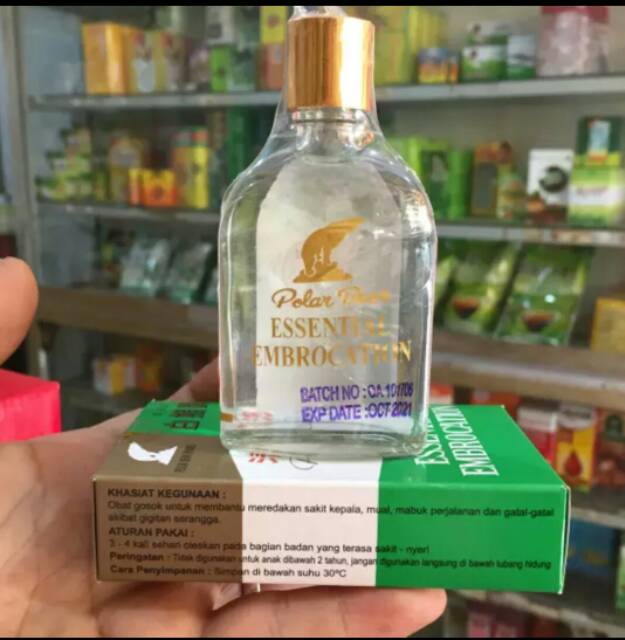 Polar Bear
ESSENTIAL
EMBROCATION
BATCH NO : CA 101706
EXP DATE : OCT 2021
ESSENTIAL
EMBROCATION
KHASIAT KEGUNAAN :
Obat gosok untuk membantu meredakan sakit kepala, mual, mabuk perjalanan dan gatal-gatal
akibat gigitan serangga.
ATURAN PAKAI :
3 - 4 kali sehari oleskan pada bagian badan yang terasa sakit - nyeri
Peringatan : Tidak digunakan untuk anak dibawah 2 tahun, jangan digunakan langsung di bawah lubang hidung
Cara Penyimpanan : Simpan di bawah suhu 30ºC